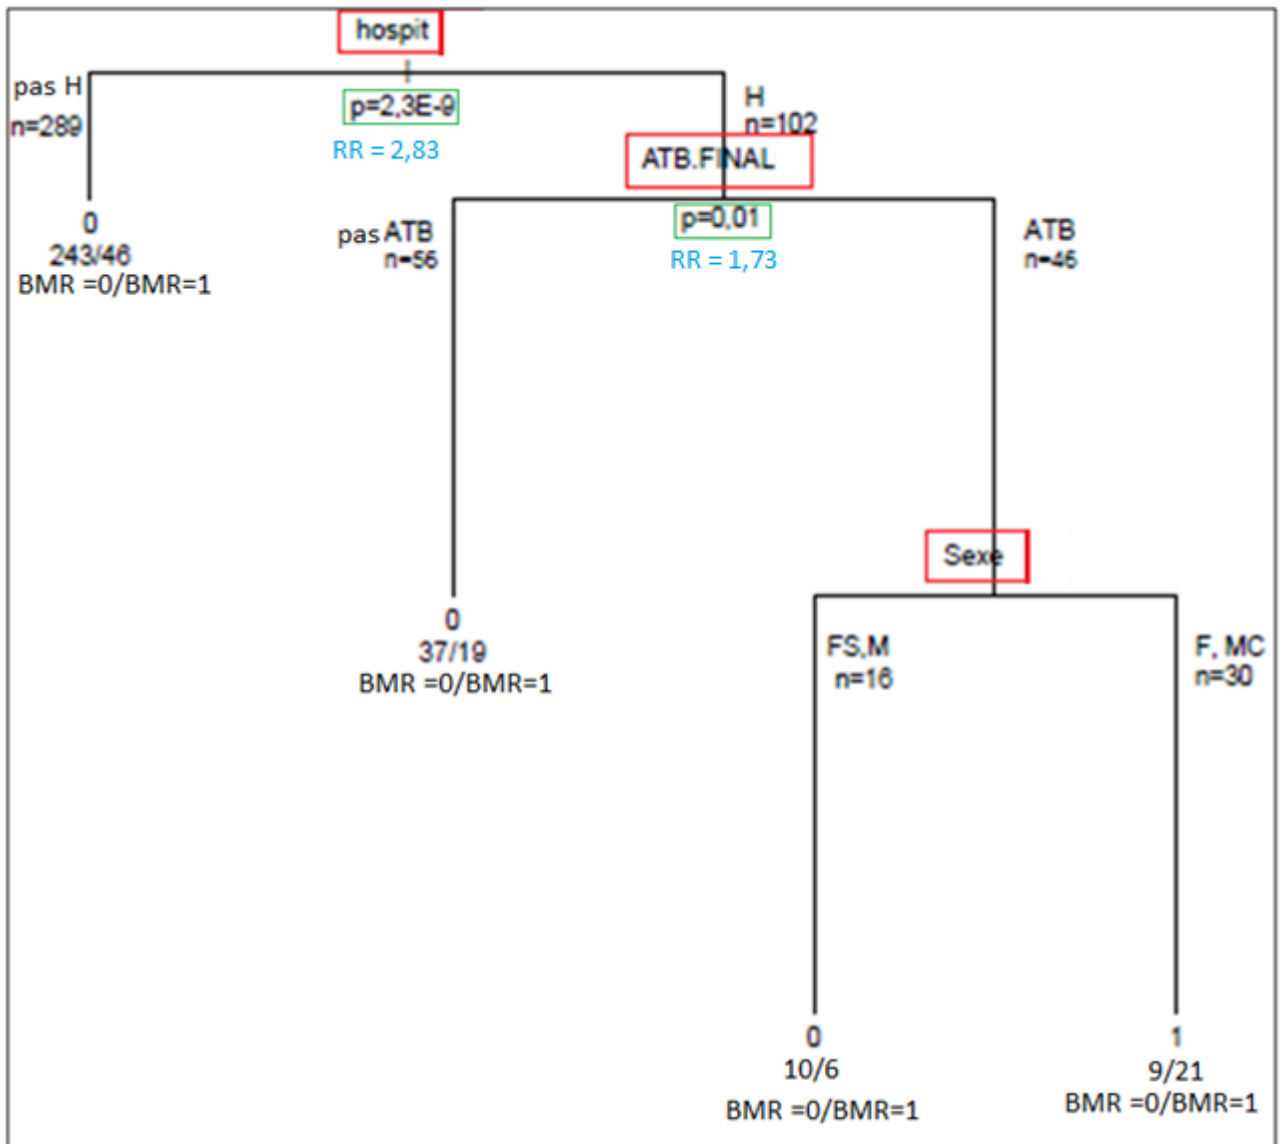 hospit
pas H
n=289
p=2,3E-9
RR = 2,83
H
n=102
ATB.FINAL
0
243/46
BMR =0/BMR=1
pas ATB
n=56
p=0,01
RR = 1,73
ATB
n=46
Sexe
0
37/19
BMR =0/BMR=1
FS,M
n=16
F, MC
n=30
0
10/6
BMR =0/BMR=1
1
9/21
BMR =0/BMR=1